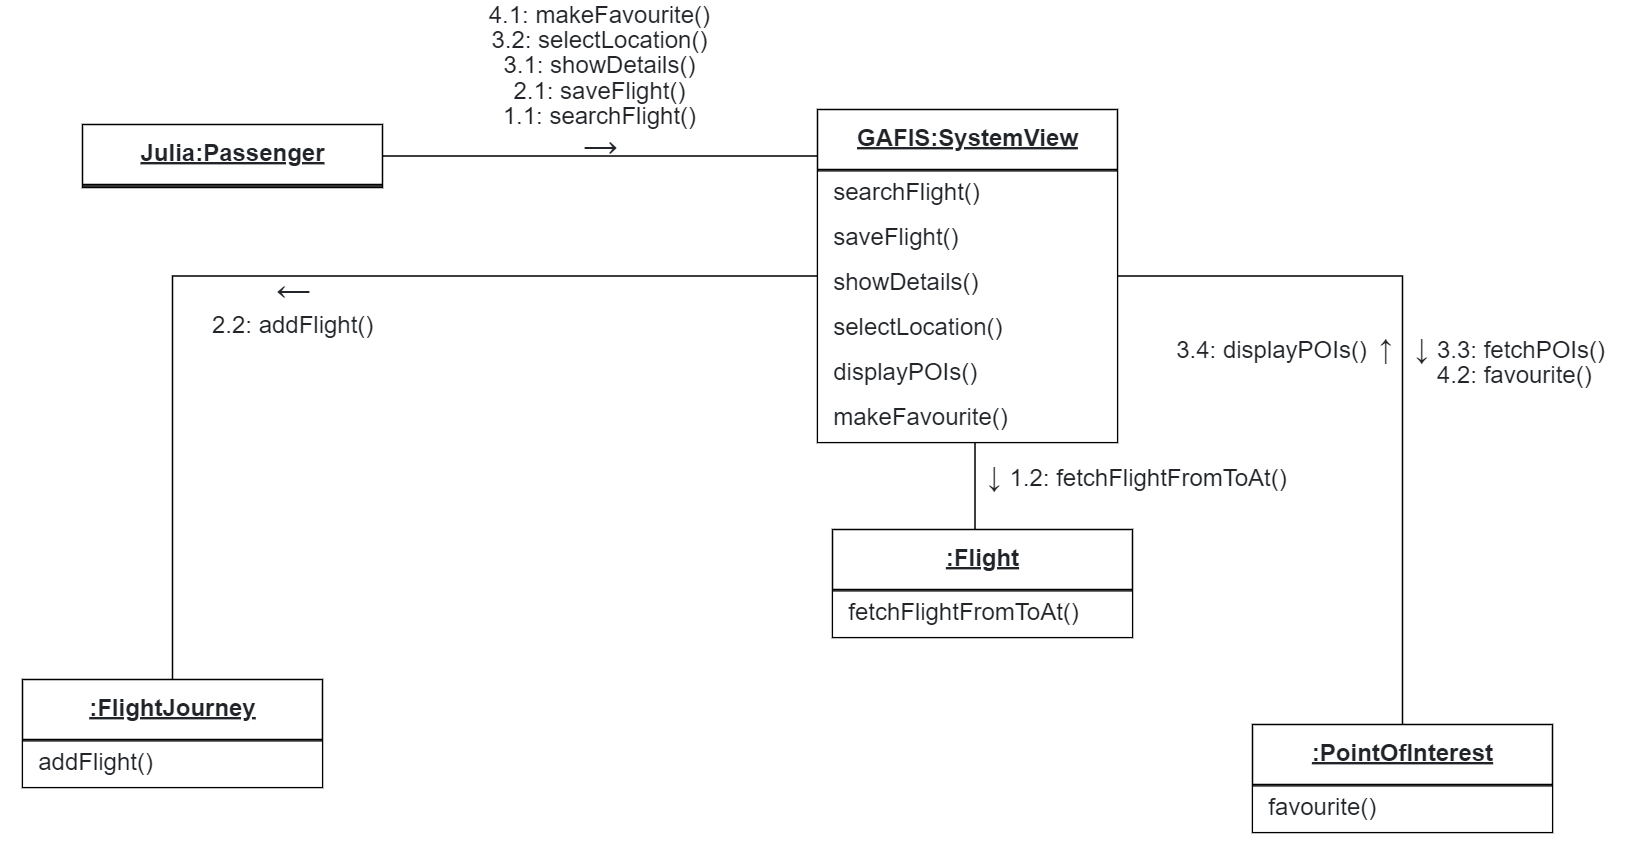 4.1: makeFavourite()
3.2: selectLocation()
3.1: showDetails()
2.1: saveFlight()
1.1: searchFlight()
→
Julia:Passenger
GAFIS:SystemView
searchFlight()
saveFlight()
showDetails()
selectLocation()
displayPOIs()
makeFavourite()
←
2.2: addFlight()
3.4: displayPOIs() ↑
↓ 3.3: fetchPOIs()
4.2: favourite()
↓ 1.2: fetchFlightFromToAt()
:Flight
fetchFlightFromToAt()
:FlightJourney
addFlight()
:PointOfInterest
favourite()